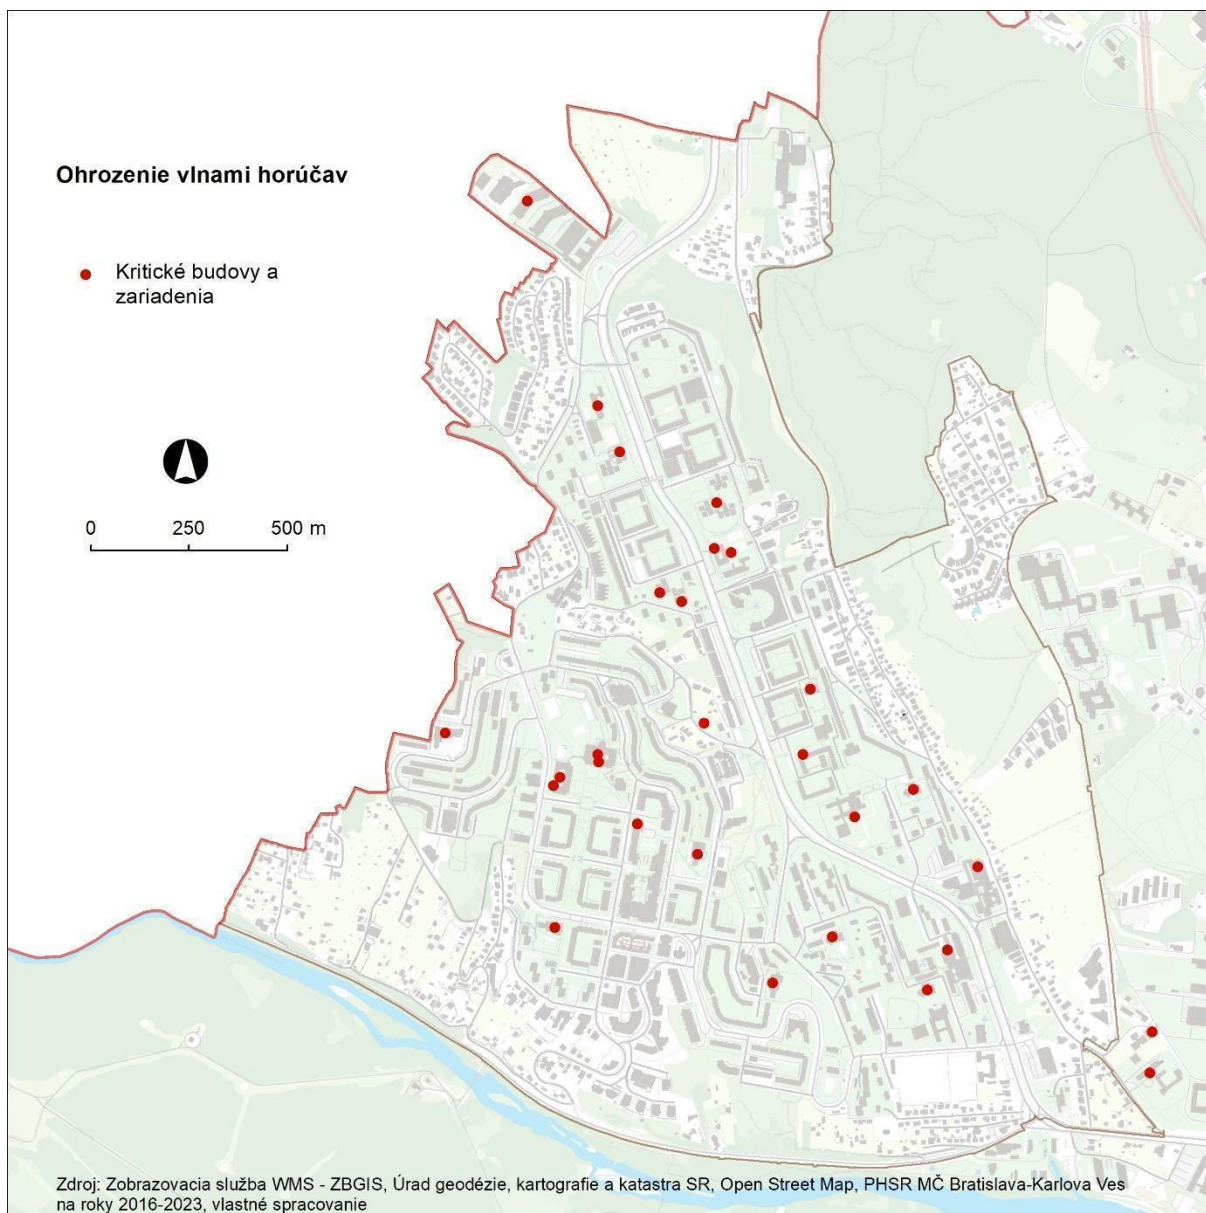 Ohrozenie vlnami horúčav
Kritické budovy a
zariadenia
0 250 500 m
Zdroj: Zobrazovacia služba WMS - ZBGIS, Úrad geodézie, kartografie a katastra SR, Open Street Map, PHSR MČ Bratislava-Karlova Ves
na roky 2016-2023, vlastné spracovanie